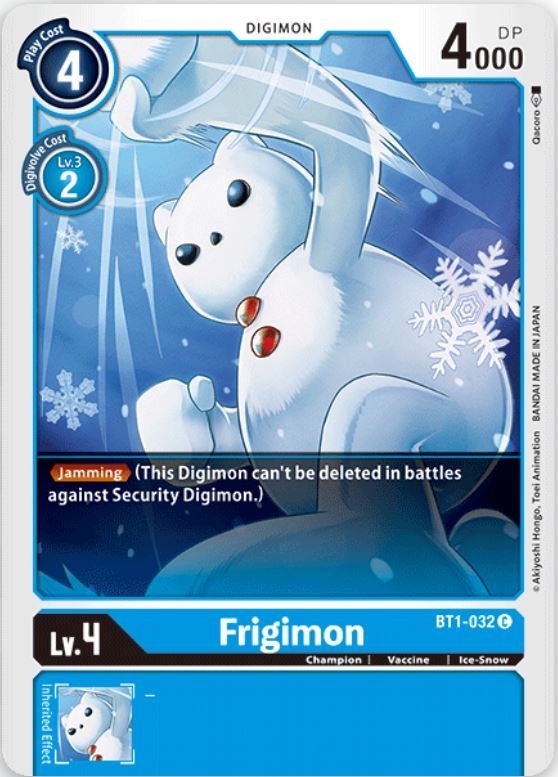 Play Cost
4
DIGIMON
DP
4000
Digivolve Cost
Lv.3
2
Qacoro
Jamming (This Digimon can't be deleted in battles
against Security Digimon.)
© Akiyoshi Hongo, Toei Animation BANDAI MADE IN JAPAN
Lv.4
Frigimon
BT1-032 C
Champion | Vaccine | Ice-Snow
Inherited Effect
–